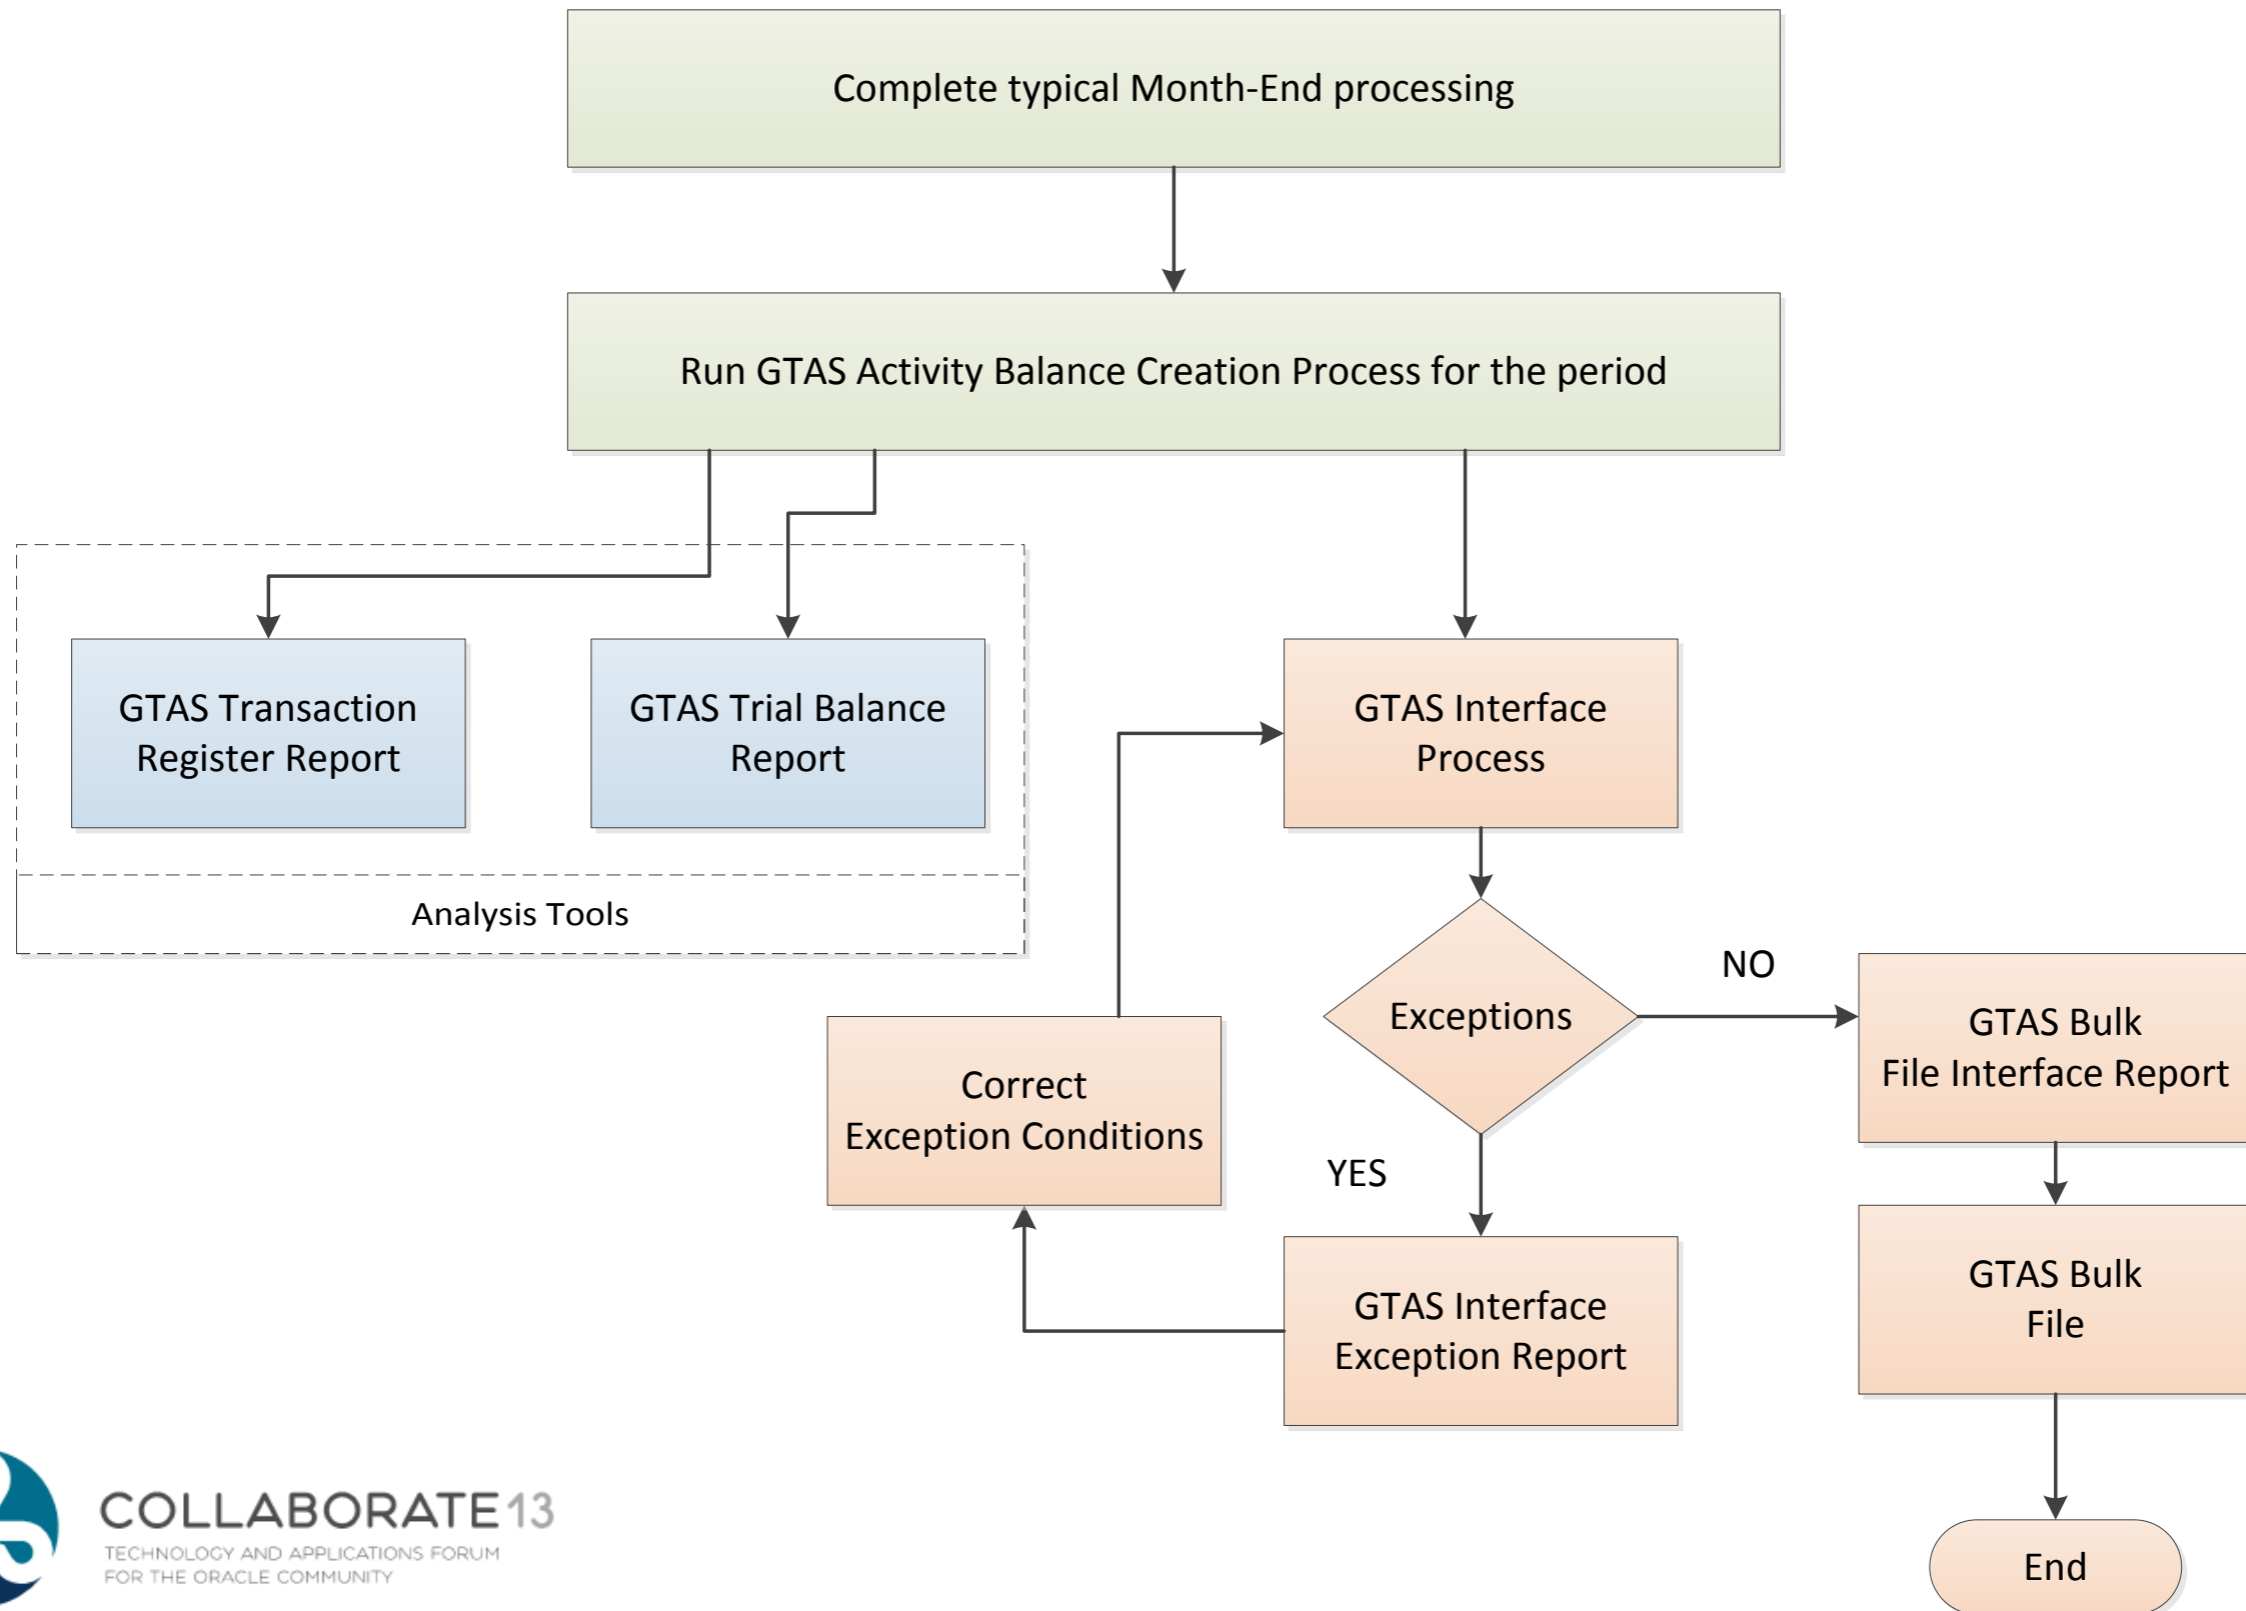 Complete typical Month-End processing
Run GTAS Activity Balance Creation Process for the period
GTAS Transaction
Register Report
GTAS Trial Balance
Report
GTAS Interface
Process
Analysis Tools
Exceptions
NO
GTAS Bulk
File Interface Report
Correct
Exception Conditions
YES
GTAS Interface
Exception Report
GTAS Bulk
File
End
COLLABORATE13
TECHNOLOGY AND APPLICATIONS FORUM
FOR THE ORACLE COMMUNITY